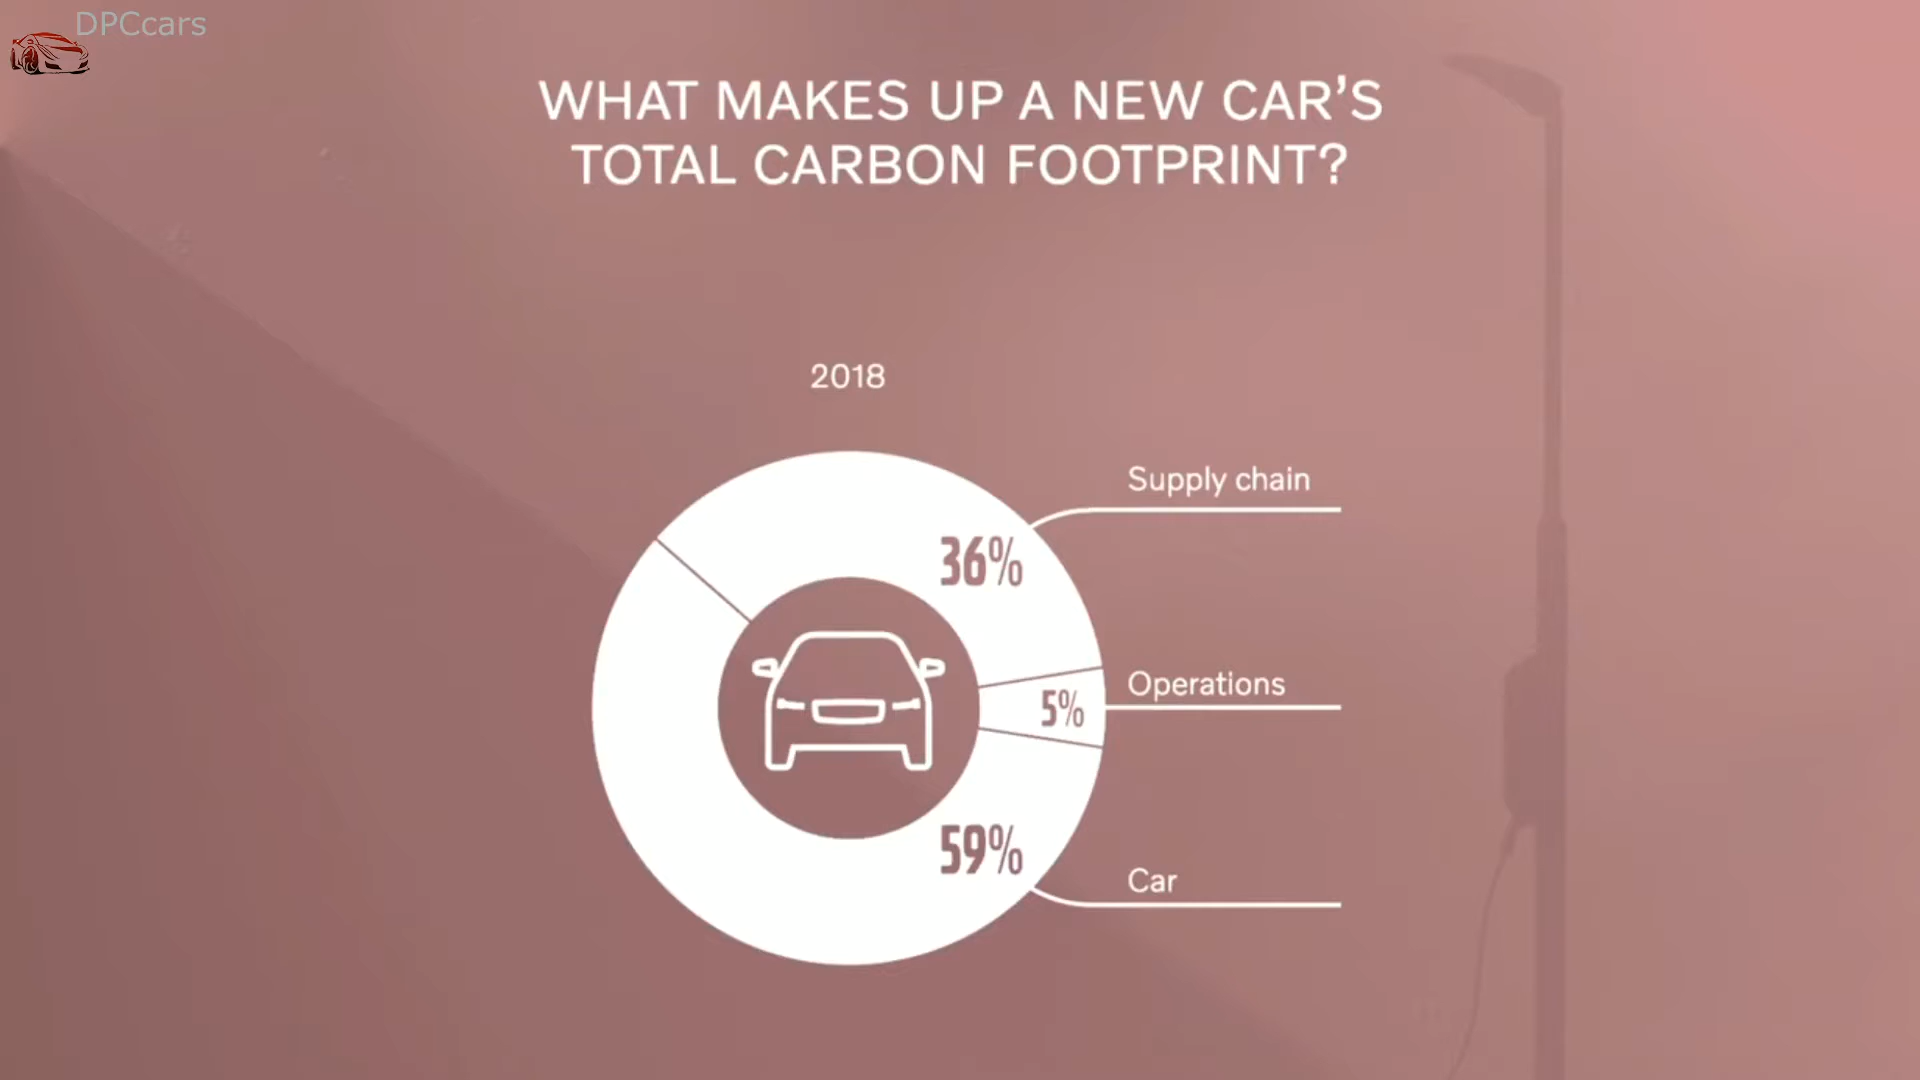 DPCcars
WHAT MAKES UP A NEW CAR'S
TOTAL CARBON FOOTPRINT?
2018
Supply chain
36%
Operations
5%
59%
Car